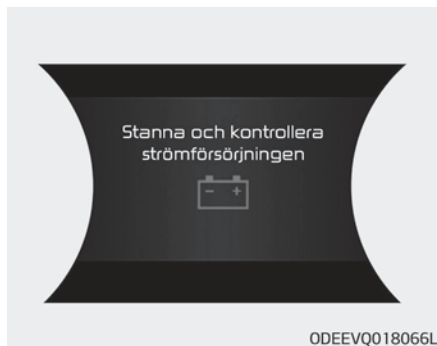 Stanna och kontrollera
strömförsörjningen
- +
ODEEVQ018066L